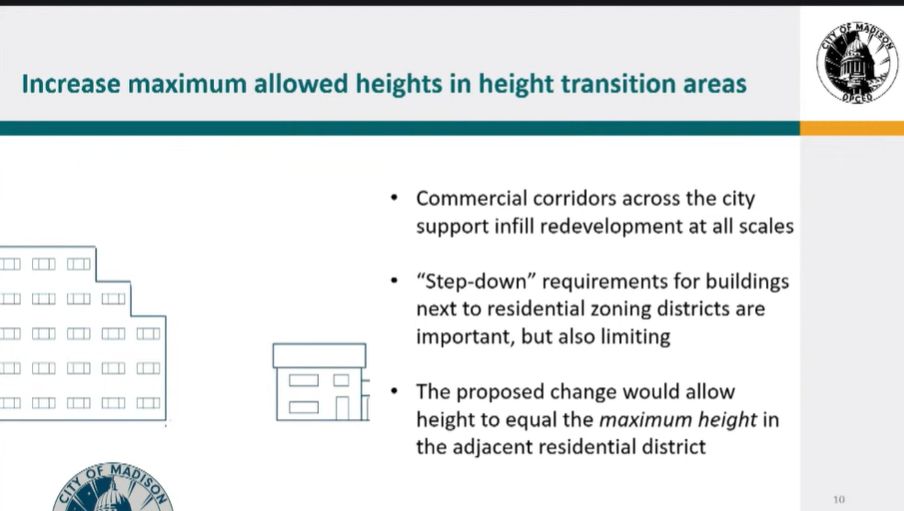 Increase maximum allowed heights in height transition areas
CITY OF MADISON
DPCED
• Commercial corridors across the city
support infill redevelopment at all scales
• “Step-down” requirements for buildings
next to residential zoning districts are
important, but also limiting
• The proposed change would allow
height to equal the maximum height in
the adjacent residential district
CITY OF MADISON
10